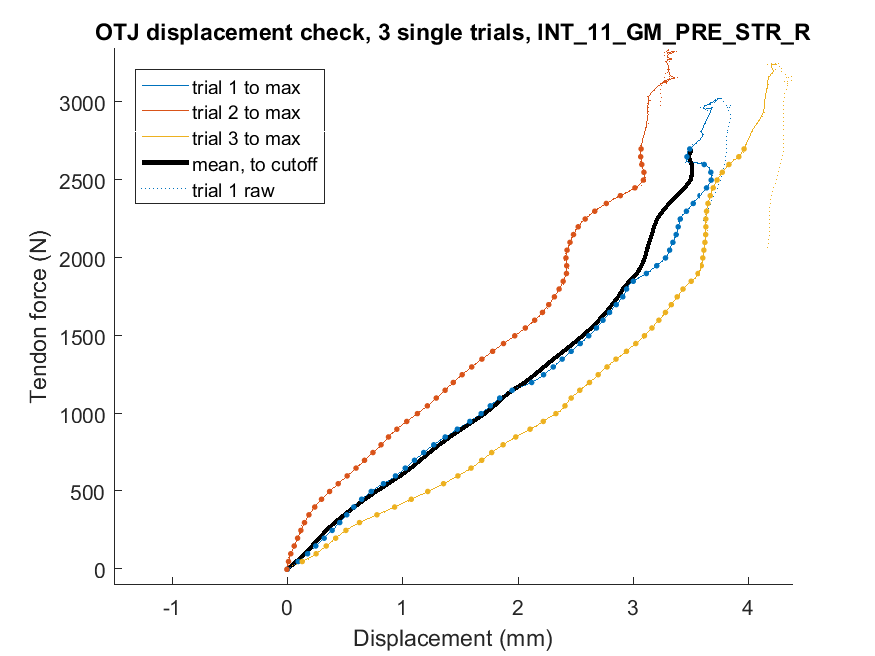 OTJ displacement check, 3 single trials, INT_11_GM_PRE_STR_R
trial 1 to max
trial 2 to max
trial 3 to max
mean, to cutoff
trial 1 raw
3000
2500
2000
1500
1000
500
0
Tendon force (N)
-1
0
1
2
3
4
Displacement (mm)